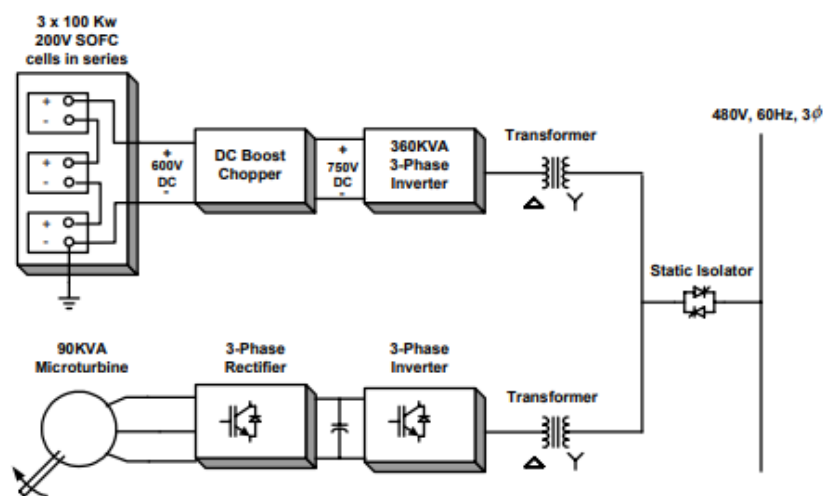 3 x 100 Kw
200V SOFC
cells in series
+
-
+
-
+
-
+
600V
DC
-
DC Boost
Chopper
+
750V
DC
-
360KVA
3-Phase
Inverter
Transformer
Δ Y
480V, 60Hz, 3ϕ
Static Isolator
90KVA
Microturbine
3-Phase
Rectifier
3-Phase
Inverter
Transformer
Δ Y